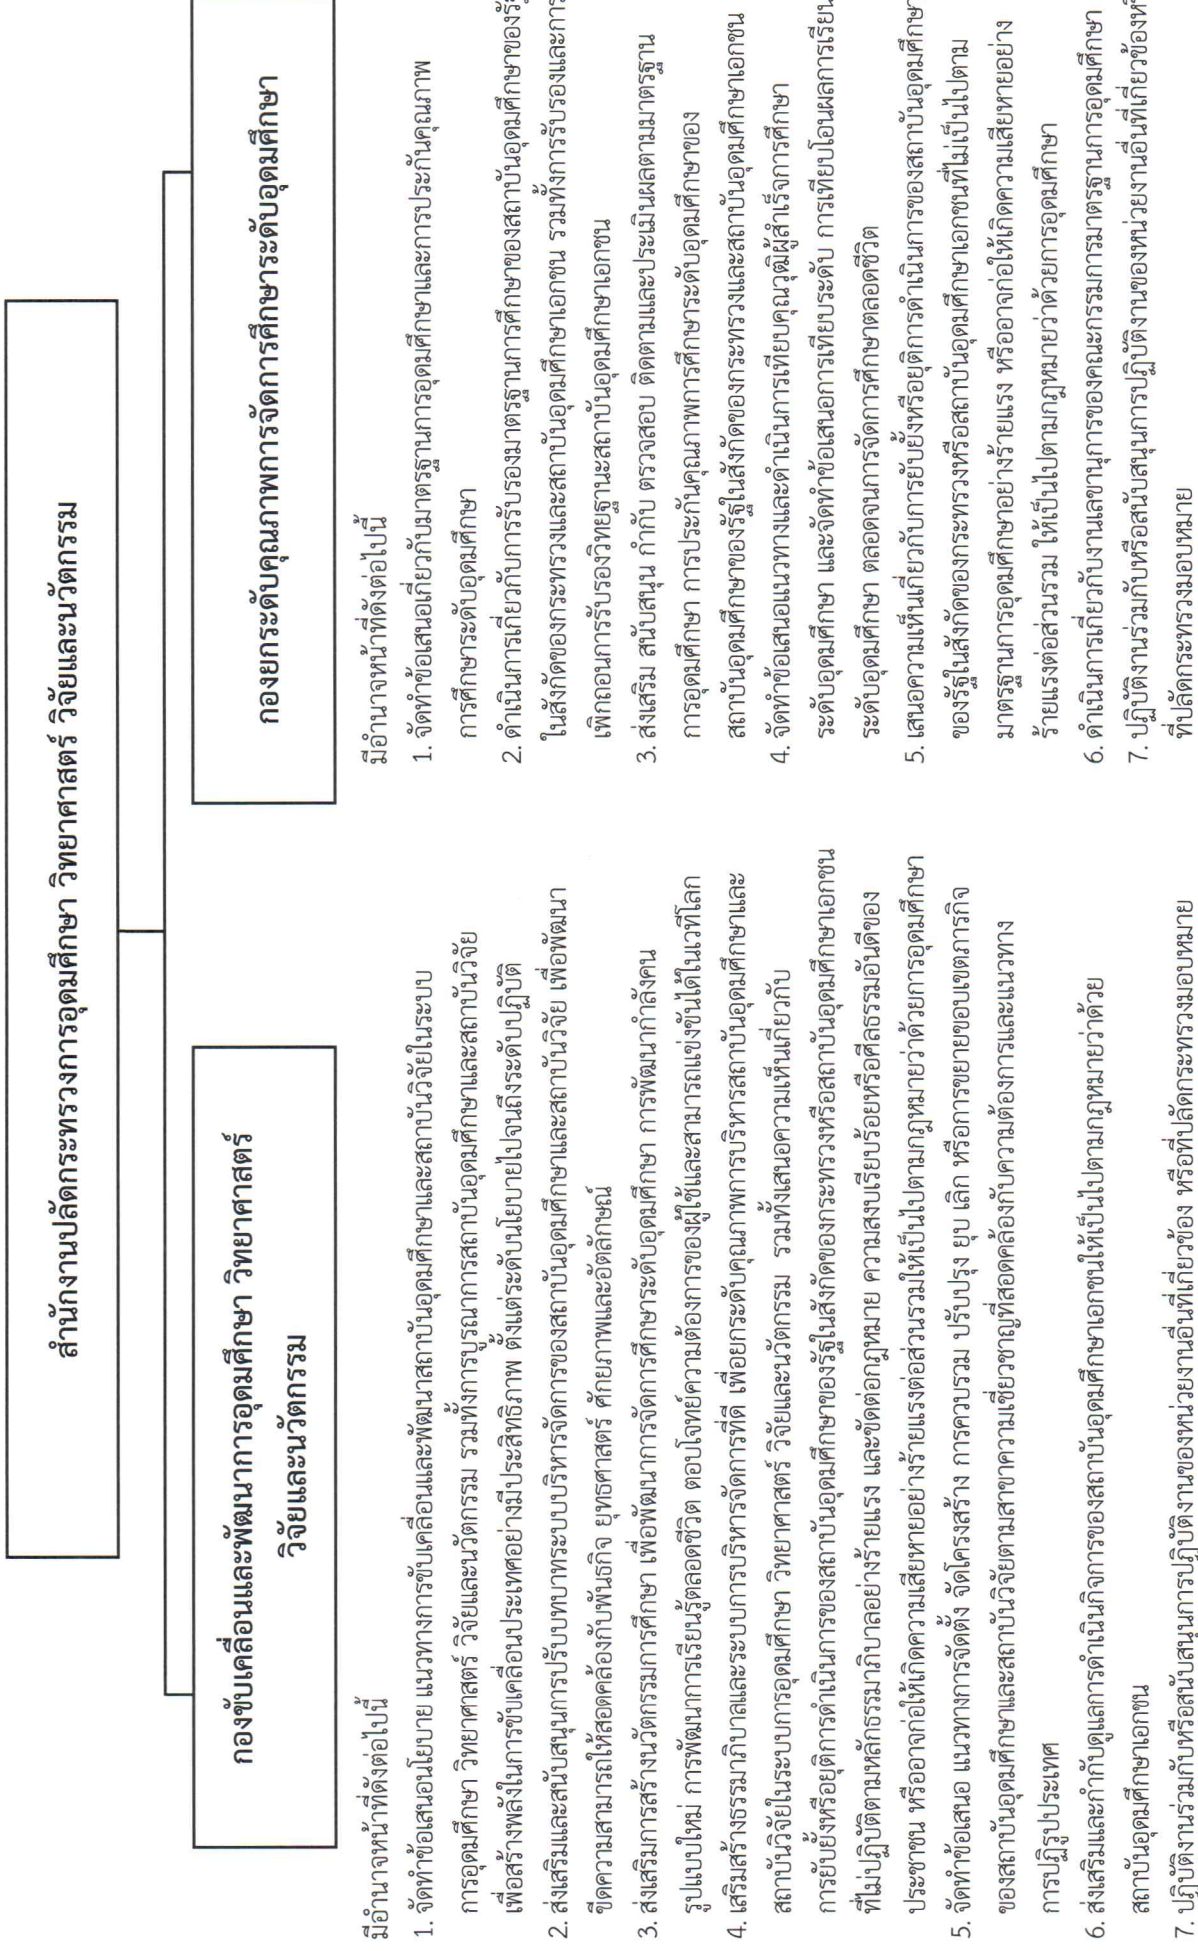 สำนักงานปลัดกระทรวงการอุดมศึกษา วิทยาศาสตร์ วิจัยและนวัตกรรม
กองขับเคลื่อนและพัฒนาการอุดมศึกษา วิทยาศาสตร์
วิจัยและนวัตกรรม
มีอำนาจหน้าที่ดังต่อไปนี้
1. จัดทำข้อเสนอนโยบาย แนวทางการขับเคลื่อนและพัฒนาสถาบันอุดมศึกษาและสถาบันวิจัยในระบบ
การอุดมศึกษา วิทยาศาสตร์ วิจัยและนวัตกรรม รวมทั้งการบูรณาการสถาบันอุดมศึกษาและสถาบันวิจัย
เพื่อสร้างพลังในการขับเคลื่อนประเทศอย่างมีประสิทธิภาพ ตั้งแต่ระดับนโยบายไปจนถึงระดับปฏิบัติ
2. ส่งเสริมและสนับสนุนการปรับบทบาทระบบบริหารจัดการของสถาบันอุดมศึกษาและสถาบันวิจัย เพื่อพัฒนา
ขีดความสามารถให้สอดคล้องกับพันธกิจ ยุทธศาสตร์ ศักยภาพและอัตลักษณ์
3. ส่งเสริมการสร้างนวัตกรรมการศึกษา เพื่อพัฒนาการจัดการศึกษาระดับอุดมศึกษา การพัฒนากำลังคน
รูปแบบใหม่ การพัฒนาการเรียนรู้ตลอดชีวิต ตอบโจทย์ความต้องการของผู้ใช้และสามารถแข่งขันได้ในเวทีโลก
4. เสริมสร้างธรรมาภิบาลและระบบการบริหารจัดการที่ดี เพื่อยกระดับคุณภาพการบริหารสถาบันอุดมศึกษาและ
สถาบันวิจัยในระบบการอุดมศึกษา วิทยาศาสตร์ วิจัยและนวัตกรรม รวมทั้งเสนอความเห็นเกี่ยวกับ
การยับยั้งหรือยุติการดำเนินการของสถาบันอุดมศึกษาของรัฐในสังกัดของกระทรวงหรือสถาบันอุดมศึกษาเอกชน
ที่ไม่ปฏิบัติตามหลักธรรมาภิบาลอย่างร้ายแรง และขัดต่อกฎหมาย ความสงบเรียบร้อยหรือศีลธรรมอันดีของ
ประชาชน หรืออาจก่อให้เกิดความเสียหายอย่างร้ายแรงต่อส่วนรวมให้เป็นไปตามกฎหมายว่าด้วยการอุดมศึกษา
5. จัดทำข้อเสนอ แนวทางการจัดตั้ง จัดโครงสร้าง การควบรวม ปรับปรุง ยุบ เลิก หรือการขยายขอบเขตภารกิจ
ของสถาบันอุดมศึกษาและสถาบันวิจัยตามสาขาความเชี่ยวชาญที่สอดคล้องกับความต้องการและแนวทาง
การปฏิรูปประเทศ
6. ส่งเสริมและกำกับดูแลการดำเนินกิจการของสถาบันอุดมศึกษาเอกชนให้เป็นไปตามกฎหมายว่าด้วย
สถาบันอุดมศึกษาเอกชน
7. ปฏิบัติงานร่วมกับหรือสนับสนุนการปฏิบัติงานของหน่วยงานอื่นที่เกี่ยวข้อง หรือที่ปลัดกระทรวงมอบหมาย
กองยกระดับคุณภาพการจัดการศึกษาระดับอุดมศึกษา
มีอำนาจหน้าที่ดังต่อไปนี้
1. จัดทำข้อเสนอเกี่ยวกับมาตรฐานการอุดมศึกษาและการประกันคุณภาพ
การศึกษาระดับอุดมศึกษา
2. ดำเนินการเกี่ยวกับการรับรองมาตรฐานการศึกษาของสถาบันอุดมศึกษาของรัฐ
ในสังกัดของกระทรวงและสถาบันอุดมศึกษาเอกชน รวมทั้งการรับรองและการ
เพิกถอนการรับรองวิทยฐานะสถาบันอุดมศึกษาเอกชน
3. ส่งเสริม สนับสนุน กำกับ ตรวจสอบ ติดตามและประเมินผลตามมาตรฐาน
การอุดมศึกษา การประกันคุณภาพการศึกษาระดับอุดมศึกษาของ
สถาบันอุดมศึกษาของรัฐในสังกัดของกระทรวงและสถาบันอุดมศึกษาเอกชน
4. จัดทำข้อเสนอแนวทางและดำเนินการเทียบคุณวุฒิผู้สำเร็จการศึกษา
ระดับอุดมศึกษา และจัดทำข้อเสนอการเทียบระดับ การเทียบโอนผลการเรียน
ระดับอุดมศึกษา ตลอดจนการจัดการศึกษาตลอดชีวิต
5. เสนอความเห็นเกี่ยวกับการยับยั้งหรือยุติการดำเนินการของสถาบันอุดมศึกษา
ของรัฐในสังกัดของกระทรวงหรือสถาบันอุดมศึกษาเอกชนที่ไม่เป็นไปตาม
มาตรฐานการอุดมศึกษาอย่างร้ายแรง หรืออาจก่อให้เกิดความเสียหายอย่าง
ร้ายแรงต่อส่วนรวม ให้เป็นไปตามกฎหมายว่าด้วยการอุดมศึกษา
6. ดำเนินการเกี่ยวกับงานเลขานุการของคณะกรรมการมาตรฐานการอุดมศึกษา
7. ปฏิบัติงานร่วมกับหรือสนับสนุนการปฏิบัติงานของหน่วยงานอื่นที่เกี่ยวข้อง
ที่ปลัดกระทรวงมอบหมาย